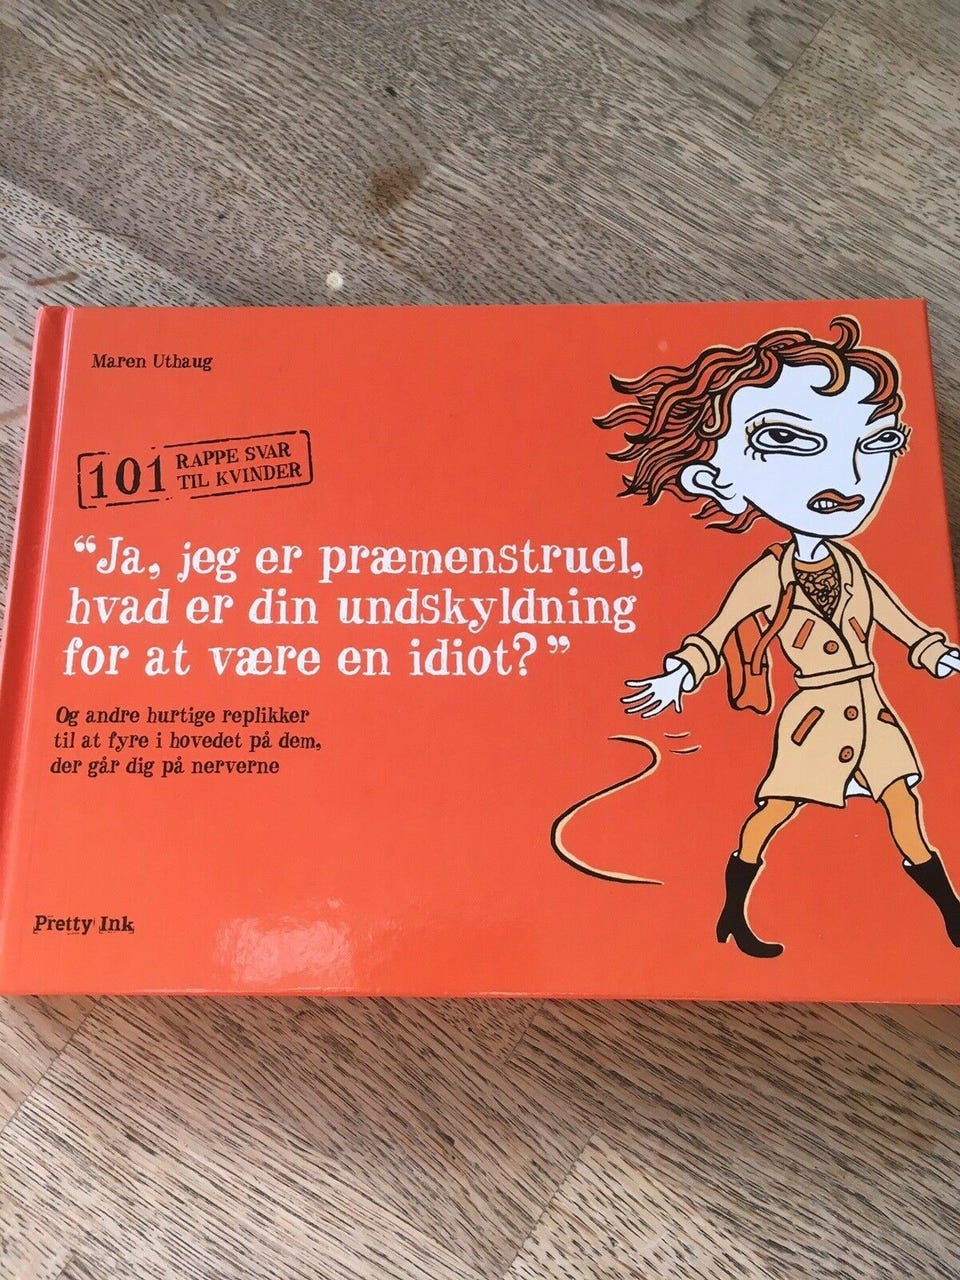 Maren Uthaug
101 RAPPE SVAR
TIL KVINDER
“Ja, jeg er præmenstruel,
hvad er din undskyldning
for at være en idiot?”
Og andre hurtige replikker
til at fyre i hovedet på dem,
der går dig på nerverne
Pretty Ink